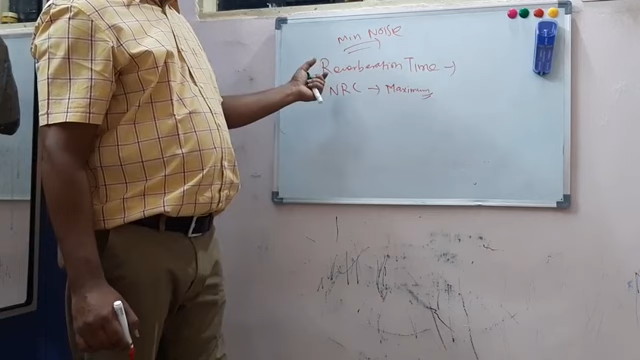 Min Noise
Reverberation Time →
NRC → Maximum